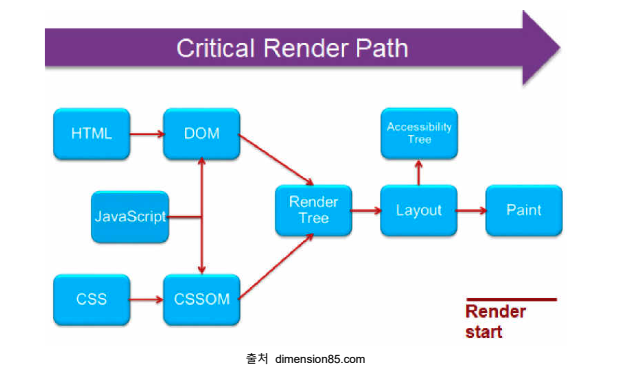 Critical Render Path
HTML
DOM
Accessibility
Tree
JavaScript
Render
Tree
Layout
Paint
CSS
CSSOM
Render
start
출처 dimension85.com